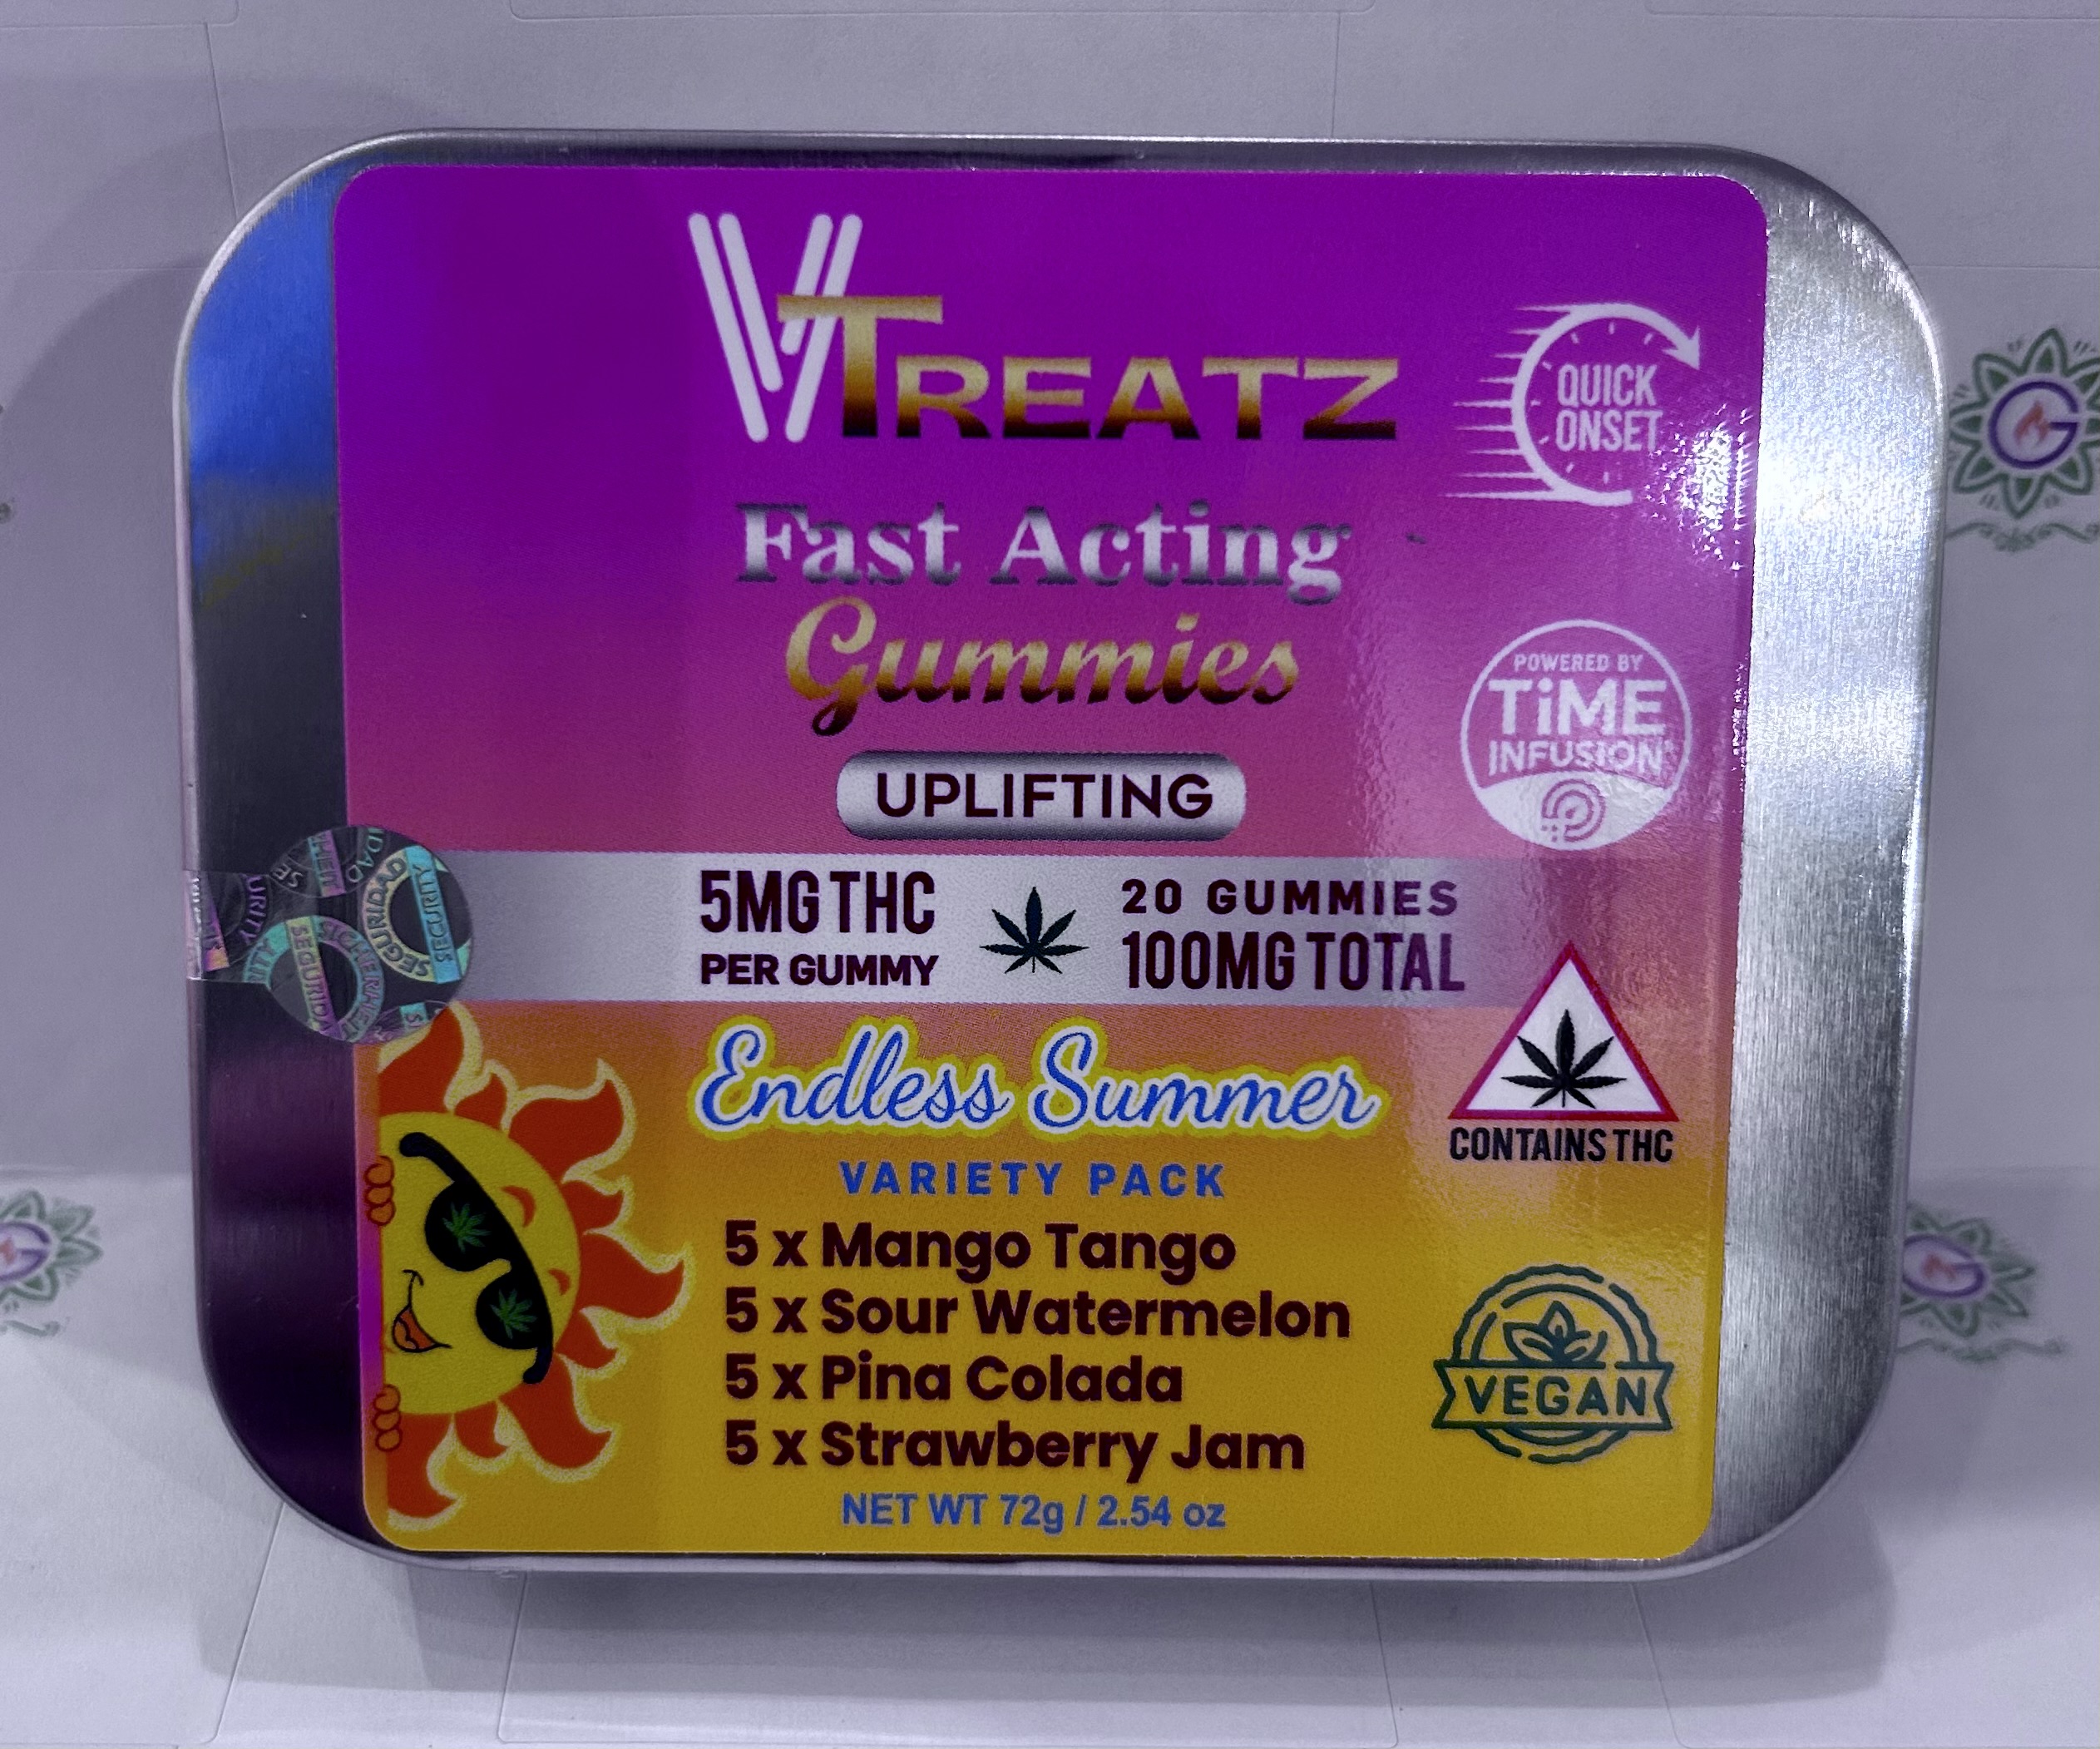 VTREATZ
QUICK
ONSET
Fast Acting
Gummies
POWERED BY
TiME
INFUSION
UPLIFTING
5MG THC
PER GUMMY
20 GUMMIES
100MG TOTAL
SECURITY
SEGURIDAD
Endless Summer
CONTAINS THC
VARIETY PACK
5 x Mango Tango
5 x Sour Watermelon
5 x Pina Colada
5 x Strawberry Jam
VEGAN
NET WT 72g / 2.54 oz